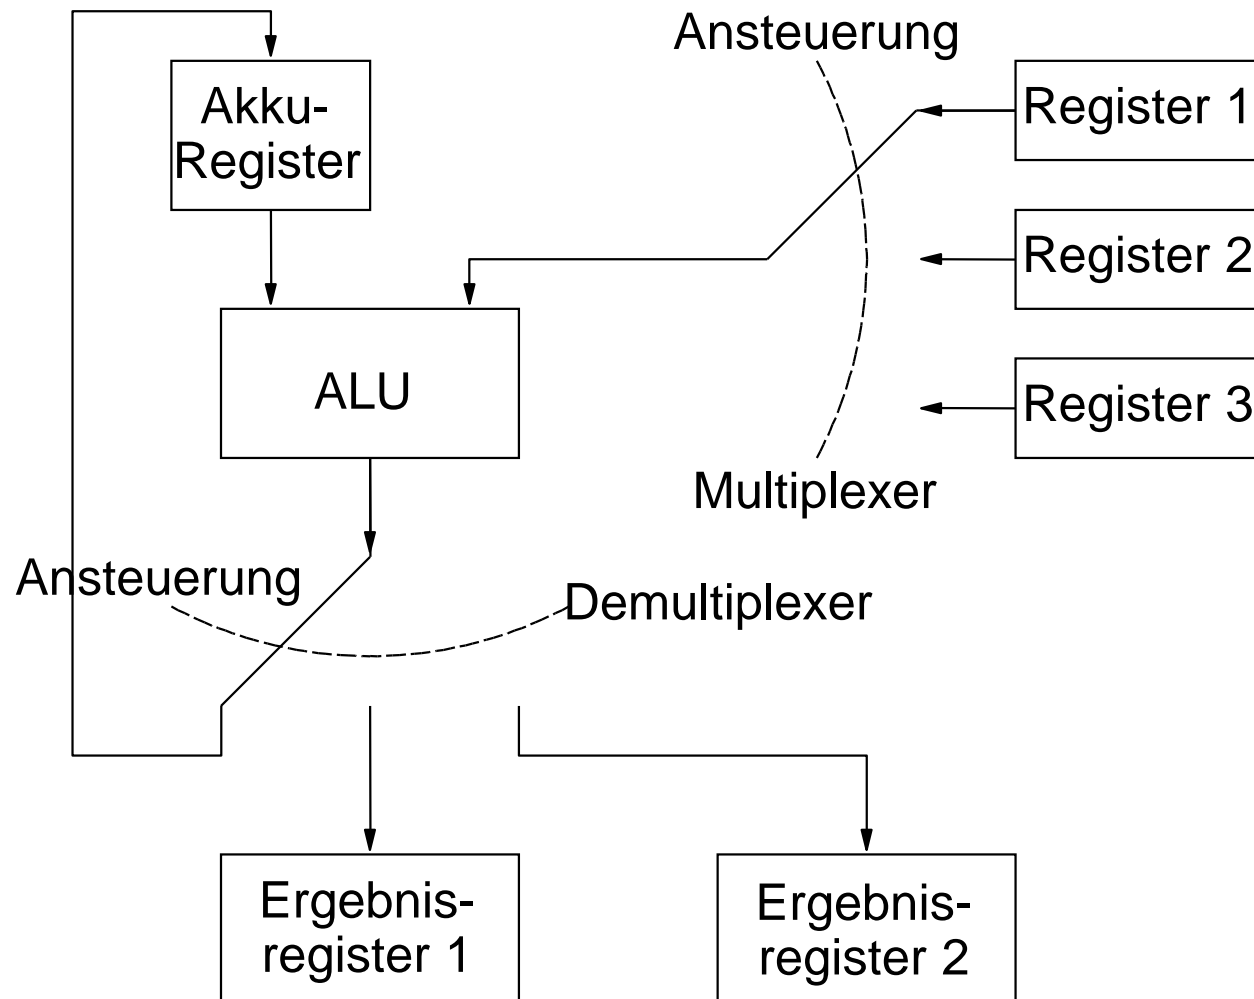 Ansteuerung
Akku-
Register
Register 1
Register 2
Register 3
ALU
Multiplexer
Ansteuerung
Demultiplexer
Ergebnis-
register 1
Ergebnis-
register 2